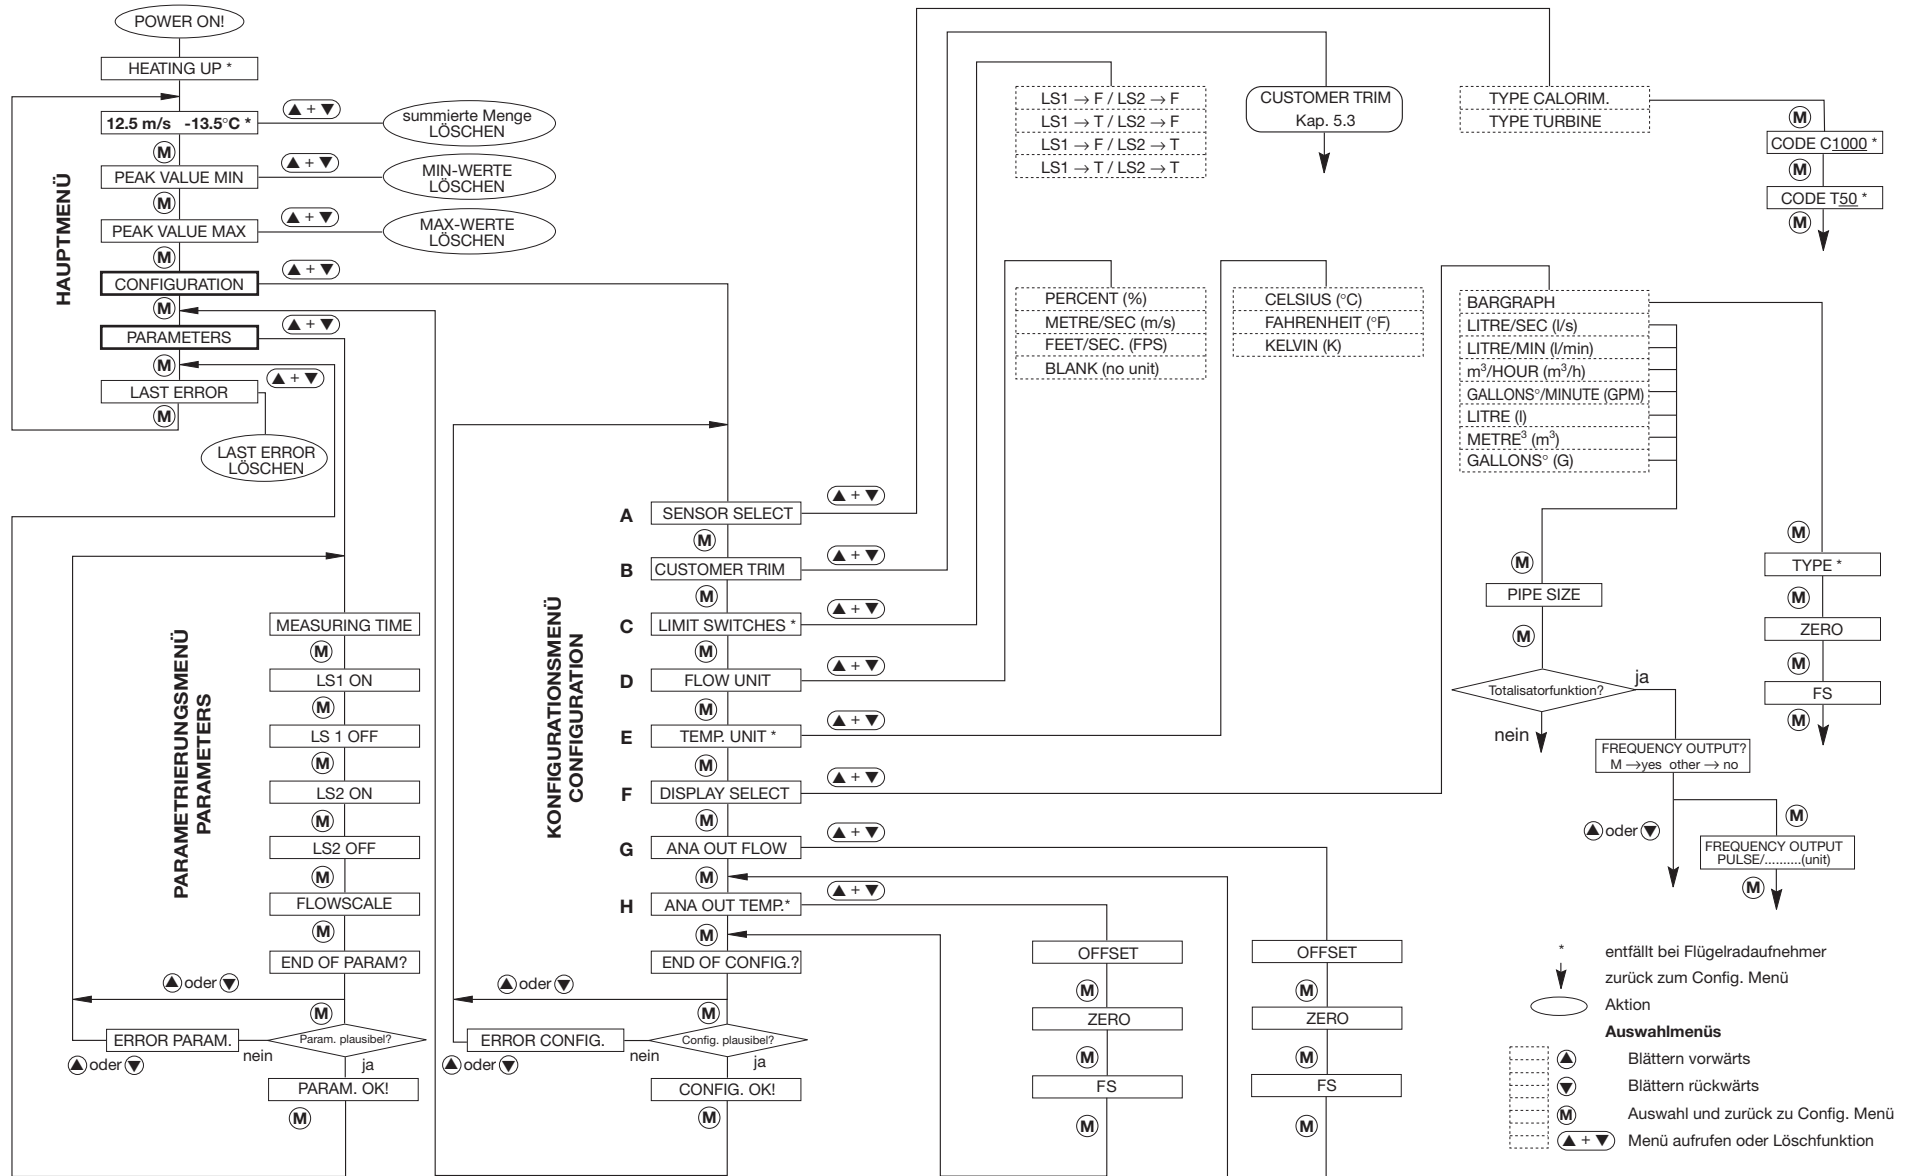 POWER ON!
HEATING UP *
12.5 m/s -13.5°C *
▲ + ▼
summierte Menge
LÖSCHEN
M
PEAK VALUE MIN
▲ + ▼
MIN-WERTE
LÖSCHEN
M
PEAK VALUE MAX
▲ + ▼
MAX-WERTE
LÖSCHEN
M
CONFIGURATION
▲ + ▼
M
PARAMETERS
▲ + ▼
M
LAST ERROR
▲ + ▼
M
LAST ERROR
LÖSCHEN
HAUPTMENÜ
PARAMETRIERUNGSMENÜ
PARAMETERS
MEASURING TIME
M
LS1 ON
M
LS 1 OFF
M
LS2 ON
M
LS2 OFF
M
FLOWSCALE
M
END OF PARAM?
▲ oder ▼
M
ERROR PARAM.
nein
Param. plausibel?
▲ oder ▼
ja
PARAM. OK!
M
KONFIGURATIONSMENÜ
CONFIGURATION
A SENSOR SELECT
▲ + ▼
M
B CUSTOMER TRIM
▲ + ▼
M
C LIMIT SWITCHES *
▲ + ▼
M
D FLOW UNIT
▲ + ▼
M
E TEMP. UNIT *
▲ + ▼
M
F DISPLAY SELECT
▲ + ▼
M
G ANA OUT FLOW
▲ + ▼
M
H ANA OUT TEMP.*
▲ + ▼
M
END OF CONFIG.?
▲ oder ▼
M
ERROR CONFIG.
nein
Config. plausibel?
▲ oder ▼
ja
CONFIG. OK!
M
LS1 → F / LS2 → F
LS1 → T / LS2 → F
LS1 → F / LS2 → T
LS1 → T / LS2 → T
CUSTOMER TRIM
Kap. 5.3
TYPE CALORIM.
TYPE TURBINE
M
CODE C1000 *
M
CODE T50 *
M
PERCENT (%)
METRE/SEC (m/s)
FEET/SEC. (FPS)
BLANK (no unit)
CELSIUS (°C)
FAHRENHEIT (°F)
KELVIN (K)
BARGRAPH
LITRE/SEC (l/s)
LITRE/MIN (l/min)
m³/HOUR (m³/h)
GALLONS°/MINUTE (GPM)
LITRE (l)
METRE³ (m³)
GALLONS° (G)
M
PIPE SIZE
M
Totalisatorfunktion?
ja
nein
FREQUENCY OUTPUT?
M →yes other → no
▲ oder ▼
M
FREQUENCY OUTPUT
PULSE/..........(unit)
M
M
TYPE *
M
ZERO
M
FS
M
OFFSET
M
ZERO
M
FS
M
OFFSET
M
ZERO
M
FS
M
* entfällt bei Flügelradaufnehmer
zurück zum Config. Menü
Aktion
Auswahlmenüs
▲ Blättern vorwärts
▼ Blättern rückwärts
M Auswahl und zurück zu Config. Menü
▲ + ▼ Menü aufrufen oder Löschfunktion